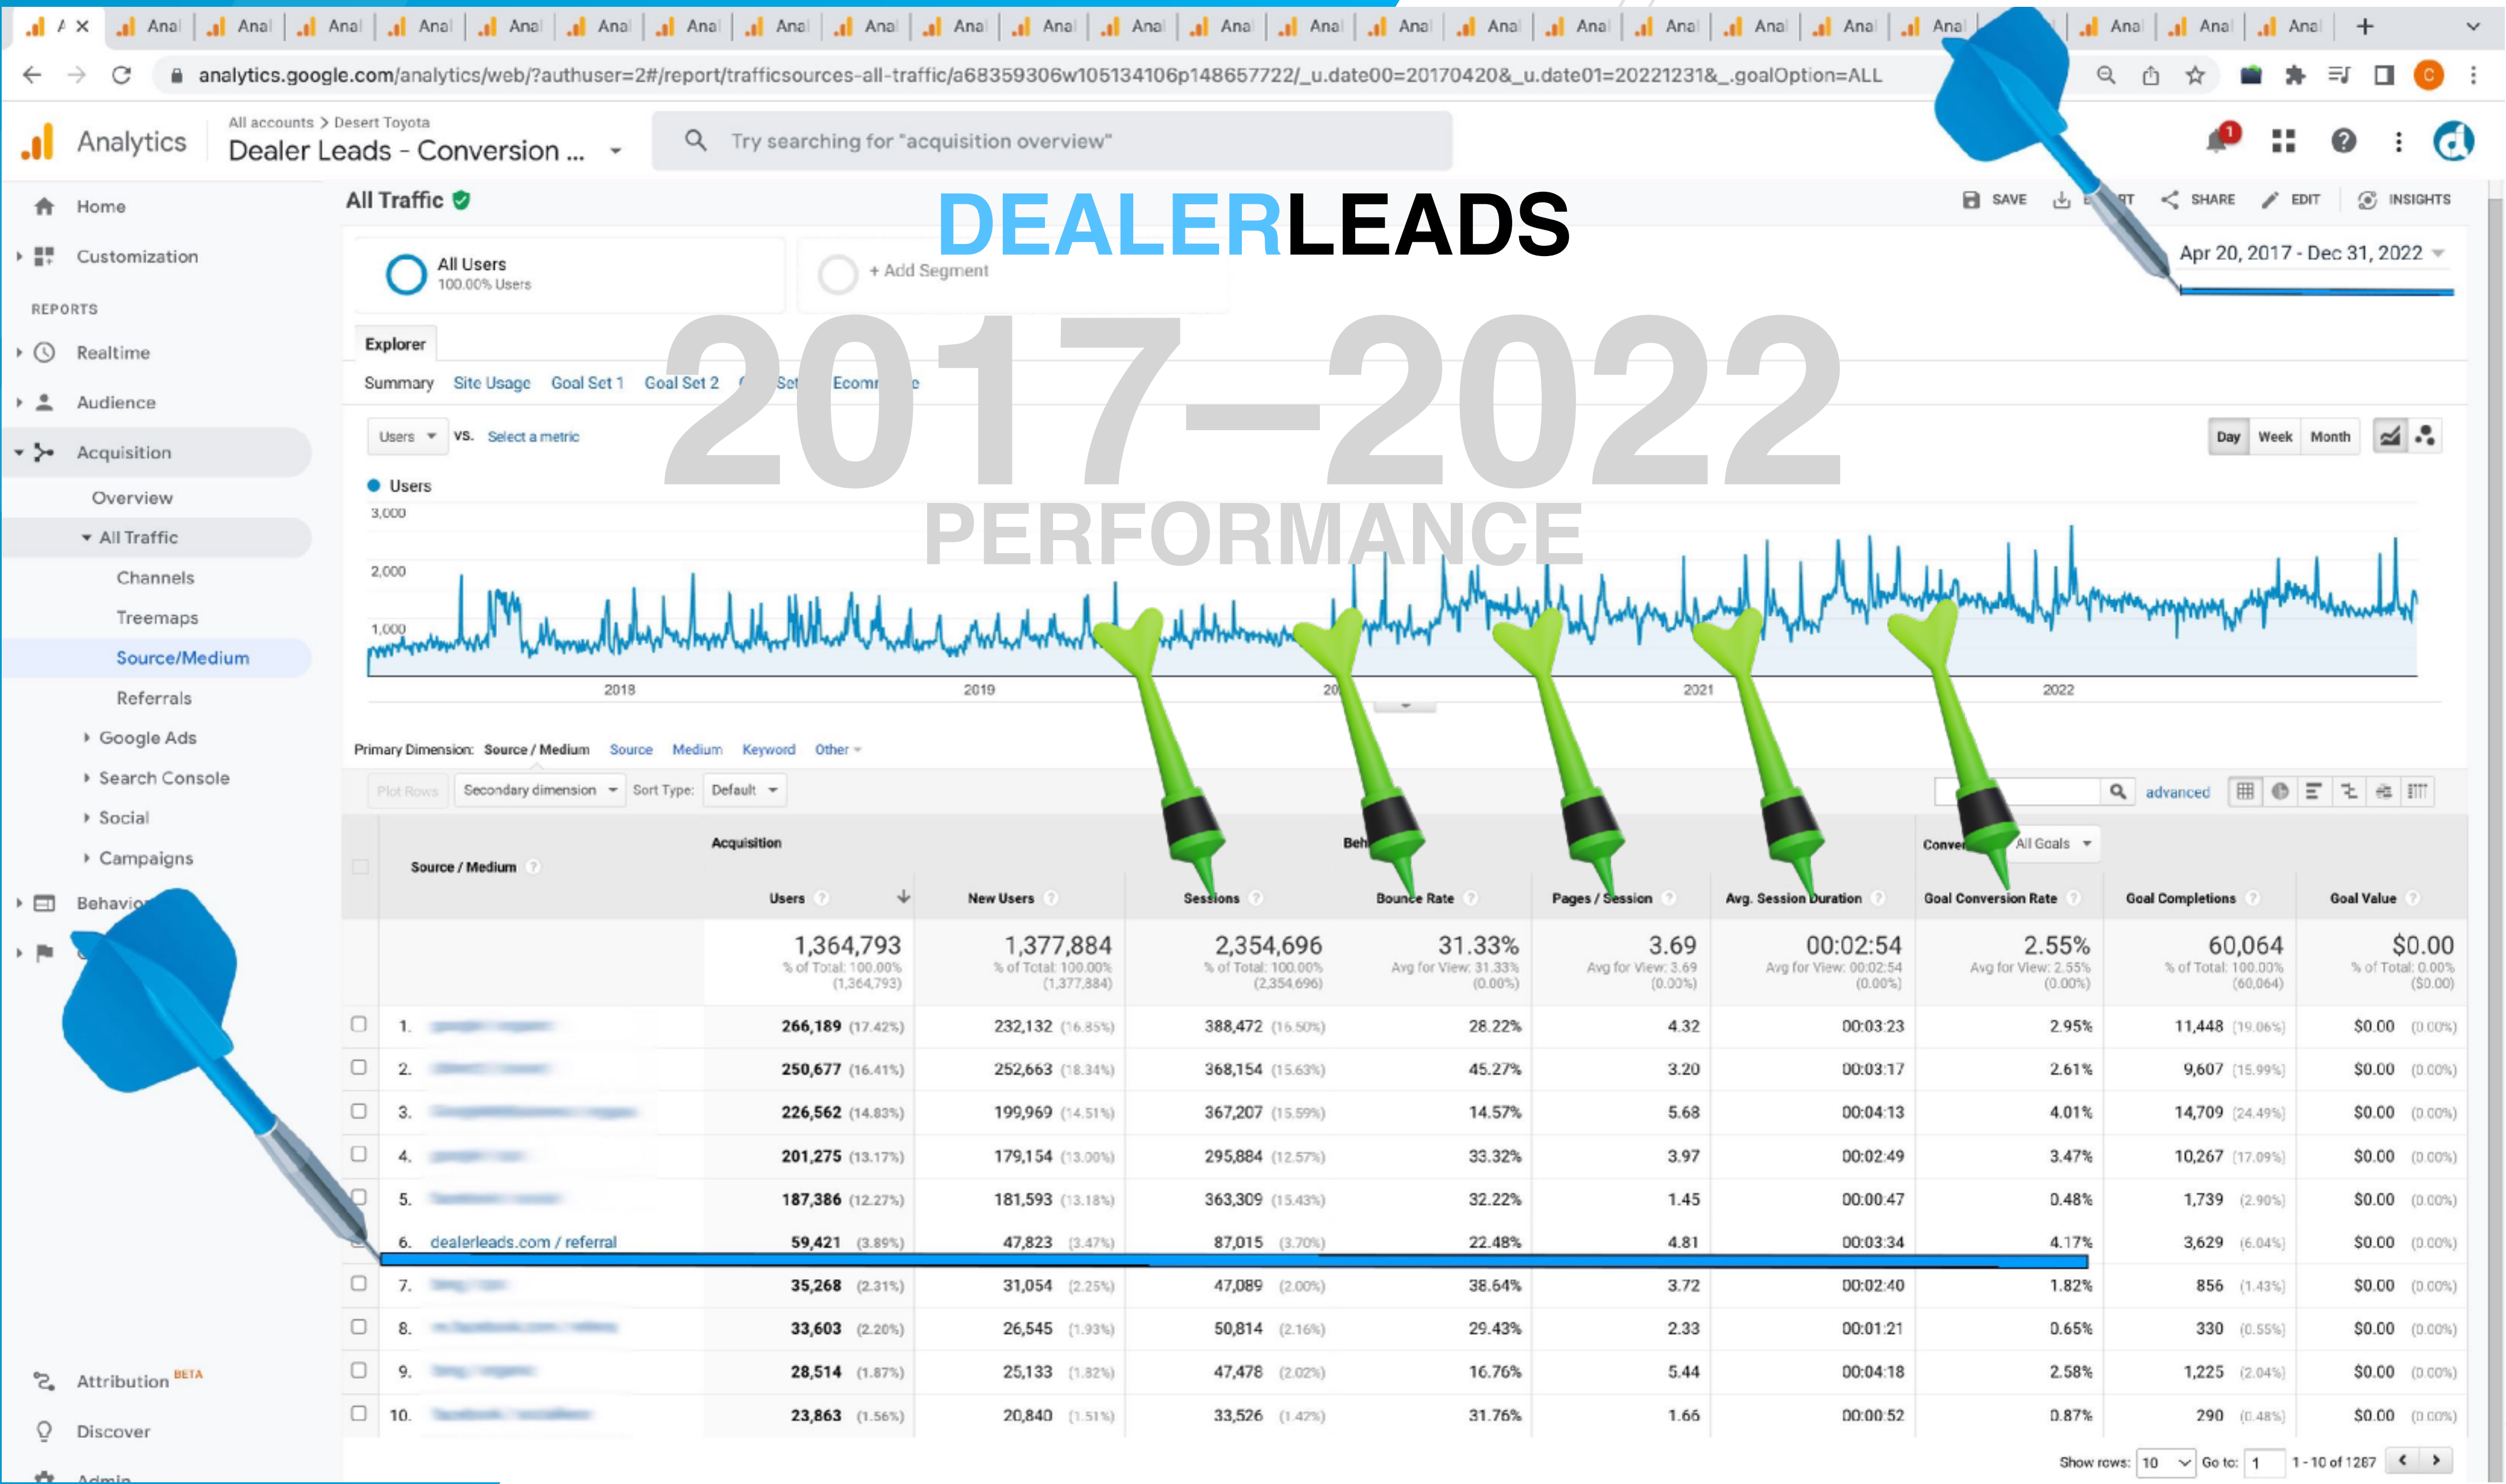 Anal Anal Anal Anal Anal Anal Anal Anal Anal Anal Anal Anal Anal Anal Anal Anal Anal Anal Anal Anal Anal Anal Anal Anal
analytics.google.com/analytics/web/?authuser=2#/report/trafficsources-all-traffic/a68359306w105134106p148657722/_u.date00=20170420&_u.date01=20221231&_.goalOption=ALL
C
Analytics
All accounts > Desert Toyota
Dealer Leads - Conversion ...
Try searching for "acquisition overview"
1
Home
Customization
REPORTS
Realtime
Audience
Acquisition
Overview
All Traffic
Channels
Treemaps
Source/Medium
Referrals
Google Ads
Search Console
Social
Campaigns
Behavior
Attribution BETA
Discover
Admin
All Traffic
SAVE SHARE EDIT INSIGHTS
DEALERLEADS
All Users
100.00% Users
+ Add Segment
Apr 20, 2017 - Dec 31, 2022
2017–2022
PERFORMANCE
Explorer
Summary Site Usage Goal Set 1 Goal Set 2
Users VS. Select a metric
Day Week Month
Users
3,000
2,000
1,000
2018 2019 2021 2022
Primary Dimension: Source / Medium Source Medium Keyword Other
Plot Rows Secondary dimension Sort Type: Default
advanced
Acquisition All Goals
Source / Medium
Users New Users Sessions Bounce Rate Pages / Session Avg. Session Duration Goal Conversion Rate Goal Completions Goal Value
1,364,793 1,377,884 2,354,696 31.33% 3.69 00:02:54 2.55% 60,064 $0.00
% of Total: 100.00% % of Total: 100.00% % of Total: 100.00% Avg for View: 31.33% Avg for View: 3.69 Avg for View: 00:02:54 Avg for View: 2.55% % of Total: 100.00% % of Total: 0.00%
(1,364,793) (1,377,884) (2,354,696) (0.00%) (0.00%) (0.00%) (0.00%) (60,064) ($0.00)
1. 266,189 (17.42%) 232,132 (16.85%) 388,472 (16.50%) 28.22% 4.32 00:03:23 2.95% 11,448 (19.06%) $0.00 (0.00%)
2. 250,677 (16.41%) 252,663 (18.34%) 368,154 (15.63%) 45.27% 3.20 00:03:17 2.61% 9,607 (15.99%) $0.00 (0.00%)
3. 226,562 (14.83%) 199,969 (14.51%) 367,207 (15.59%) 14.57% 5.68 00:04:13 4.01% 14,709 (24.49%) $0.00 (0.00%)
4. 201,275 (13.17%) 179,154 (13.00%) 295,884 (12.57%) 33.32% 3.97 00:02:49 3.47% 10,267 (17.09%) $0.00 (0.00%)
5. 187,386 (12.27%) 181,593 (13.18%) 363,309 (15.43%) 32.22% 1.45 00:00:47 0.48% 1,739 (2.90%) $0.00 (0.00%)
6. dealerleads.com / referral 59,421 (3.89%) 47,823 (3.47%) 87,015 (3.70%) 22.48% 4.81 00:03:34 4.17% 3,629 (6.04%) $0.00 (0.00%)
7. 35,268 (2.31%) 31,054 (2.25%) 47,089 (2.00%) 38.64% 3.72 00:02:40 1.82% 856 (1.43%) $0.00 (0.00%)
8. 33,603 (2.20%) 26,545 (1.93%) 50,814 (2.16%) 29.43% 2.33 00:01:21 0.65% 330 (0.55%) $0.00 (0.00%)
9. 28,514 (1.87%) 25,133 (1.82%) 47,478 (2.02%) 16.76% 5.44 00:04:18 2.58% 1,225 (2.04%) $0.00 (0.00%)
10. 23,863 (1.56%) 20,840 (1.51%) 33,526 (1.42%) 31.76% 1.66 00:00:52 0.87% 290 (0.48%) $0.00 (0.00%)
Show rows: 10 Go to: 1 1 - 10 of 1287